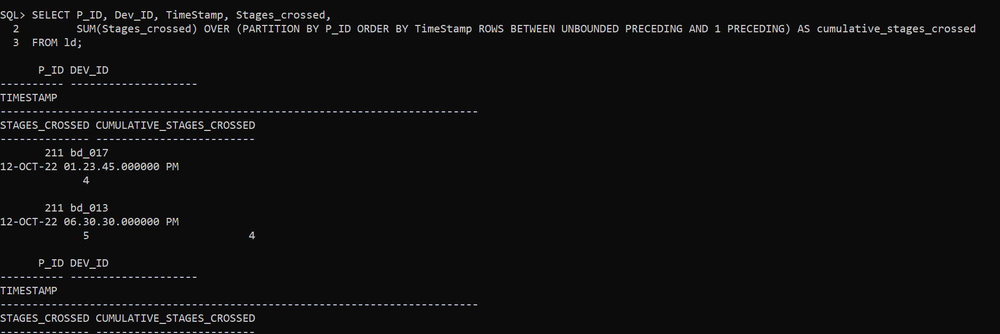 SQL> SELECT P_ID, Dev_ID, TimeStamp, Stages_crossed,
  2         SUM(Stages_crossed) OVER (PARTITION BY P_ID ORDER BY TimeStamp ROWS BETWEEN UNBOUNDED PRECEDING AND 1 PRECEDING) AS cumulative_stages_crossed
  3  FROM ld;
      P_ID DEV_ID
---------- --------------------
TIMESTAMP
---------------------------------------------------------------------------
STAGES_CROSSED CUMULATIVE_STAGES_CROSSED
-------------- -------------------------
       211 bd_017
12-OCT-22 01.23.45.000000 PM
             4
       211 bd_013
12-OCT-22 06.30.30.000000 PM
             5                         4
      P_ID DEV_ID
---------- --------------------
TIMESTAMP
---------------------------------------------------------------------------
STAGES_CROSSED CUMULATIVE_STAGES_CROSSED
-------------- -------------------------